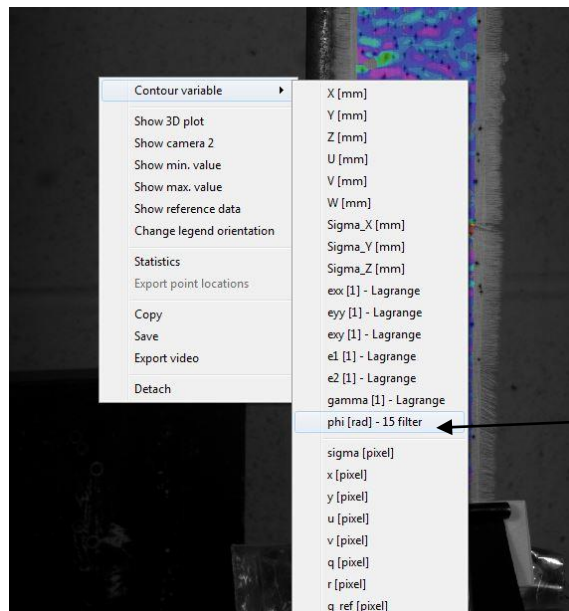 Contour variable
Show 3D plot
Show camera 2
Show min. value
Show max. value
Show reference data
Change legend orientation
Statistics
Export point locations
Copy
Save
Export video
Detach
X [mm]
Y [mm]
Z [mm]
U [mm]
V [mm]
W [mm]
Sigma_X [mm]
Sigma_Y [mm]
Sigma_Z [mm]
exx [1] - Lagrange
eyy [1] - Lagrange
exy [1] - Lagrange
e1 [1] - Lagrange
e2 [1] - Lagrange
gamma [1] - Lagrange
phi [rad] - 15 filter
sigma [pixel]
x [pixel]
y [pixel]
u [pixel]
v [pixel]
q [pixel]
r [pixel]
q_ref [pixel]